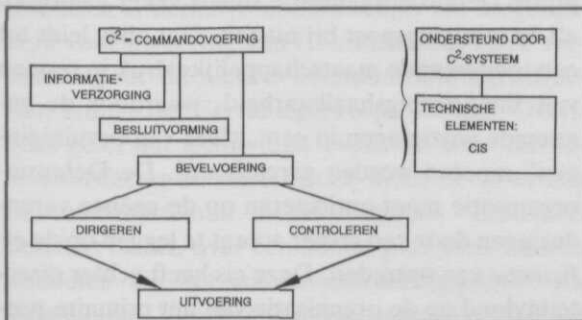 C²-COMMANDOVOERING
INFORMATIE-
VERZORGING
BESLUITVORMING
BEVELVOERING
DIRIGEREN
CONTROLEREN
UITVOERING
ONDERSTEUND DOOR
C²-SYSTEEM
TECHNISCHE
ELEMENTEN:
CIS